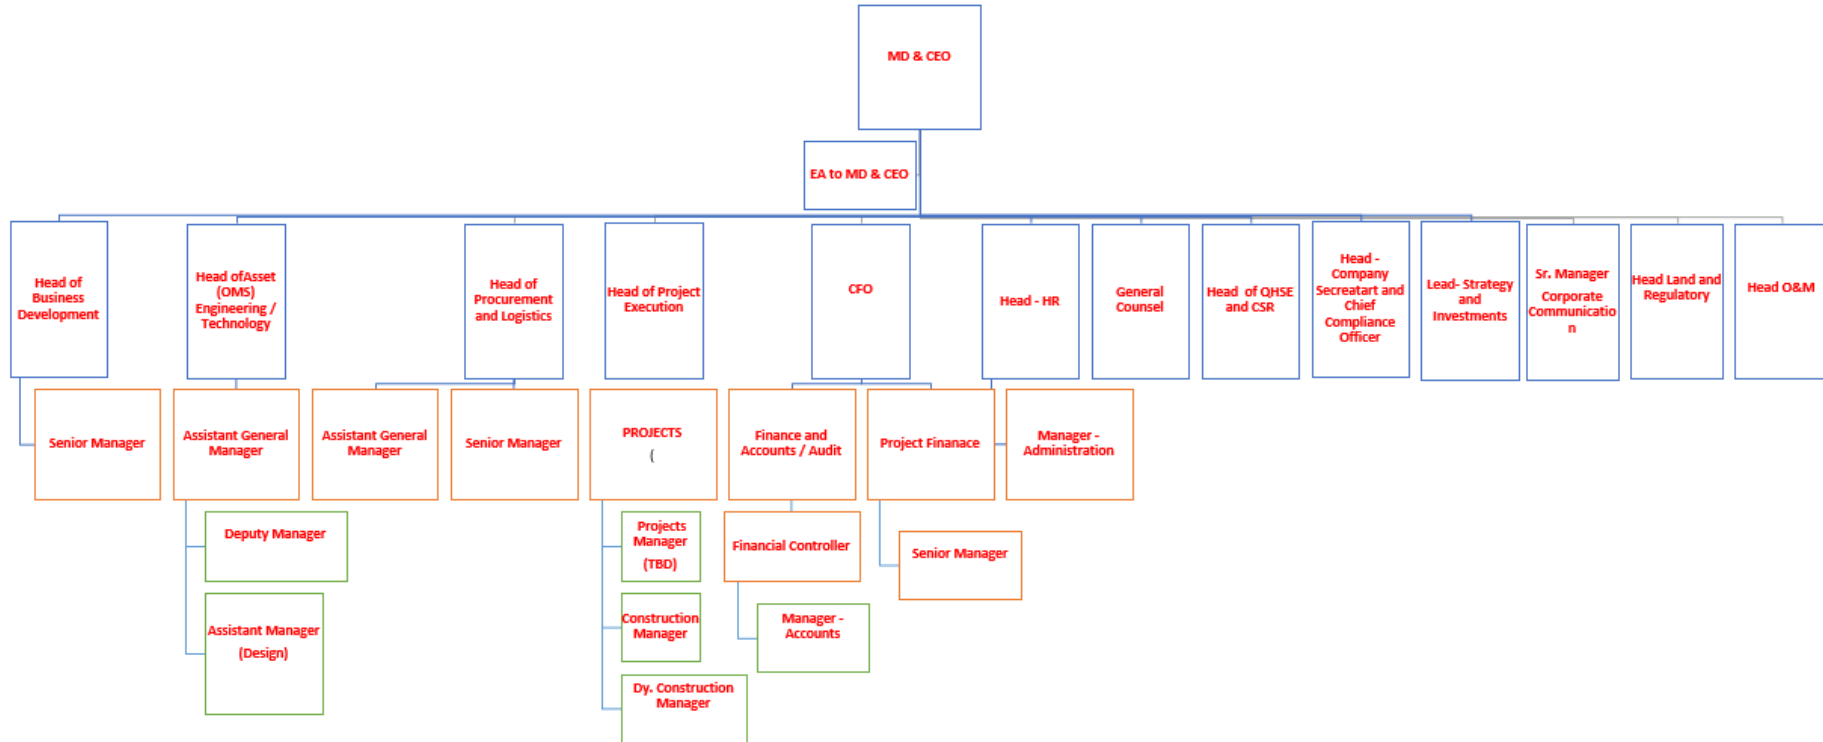 MD & CEO
EA to MD & CEO
Head of
Business
Development
Head ofAsset
(OMS)
Engineering /
Technology
Head of
Procurement
and Logistics
Head of Project
Execution
CFO
Head - HR
General
Counsel
Head  of QHSE
and CSR
Head -
Company
Secreatart and
Chief
Compliance
Officer
Lead- Strategy
and
Investments
Sr. Manager
Corporate
Communicatio
n
Head Land and
Regulatory
Head O&M
Senior Manager
Assistant General
Manager
Assistant General
Manager
Senior Manager
PROJECTS
(
Finance and
Accounts / Audit
Project Finanace
Manager -
Administration
Deputy Manager
Projects
Manager
(TBD)
Financial Controller
Senior Manager
Assistant Manager
(Design)
Construction
Manager
Manager -
Accounts
Dy. Construction
Manager